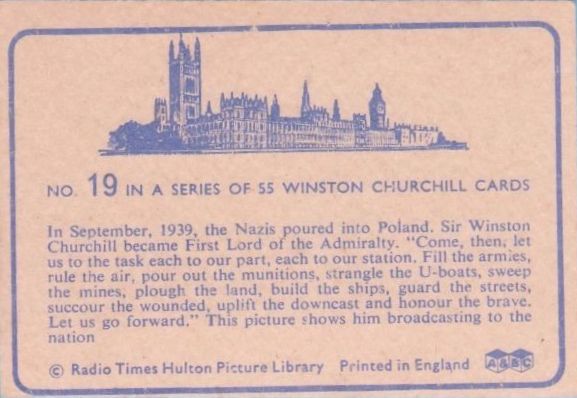 NO. 19 IN A SERIES OF 55 WINSTON CHURCHILL CARDS
In September, 1939, the Nazis poured into Poland. Sir Winston
Churchill became First Lord of the Admiralty. "Come, then, let
us to the task each to our part, each to our station. Fill the armies,
rule the air, pour out the munitions, strangle the U-boats, sweep
the mines, plough the land, build the ships, guard the streets,
succour the wounded, uplift the downcast and honour the brave.
Let us go forward." This picture shows him broadcasting to the
nation
© Radio Times Hulton Picture Library Printed in England A&BC